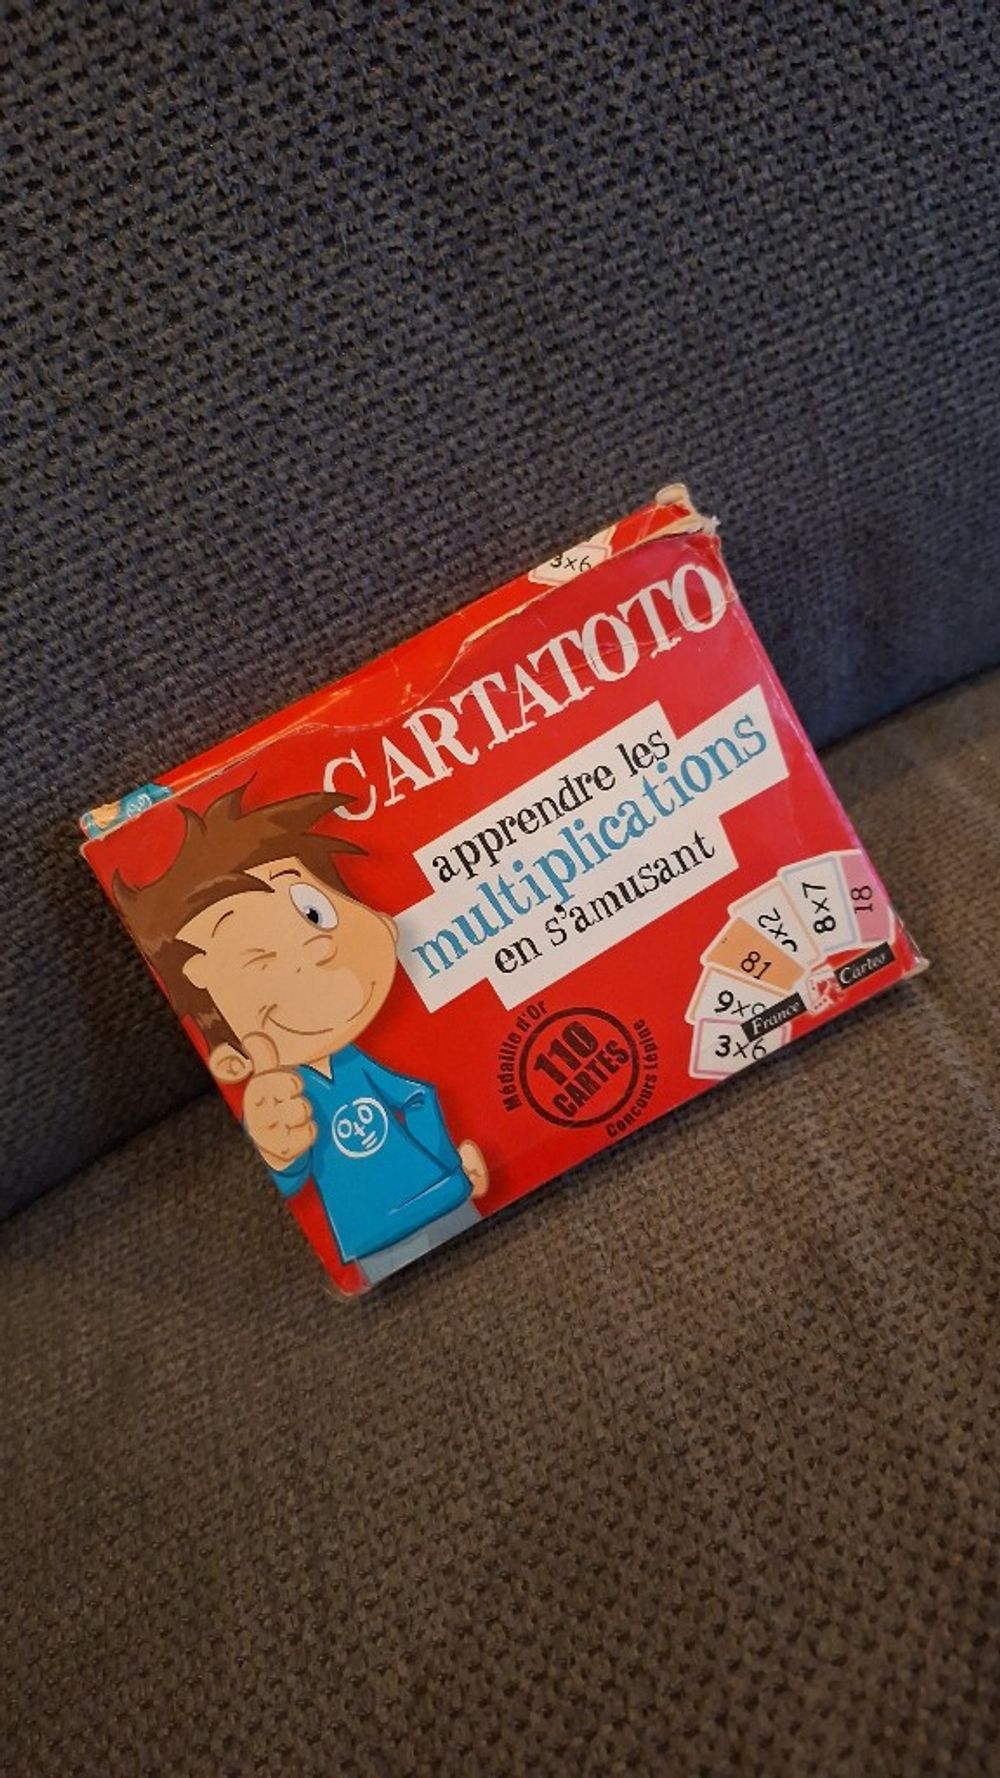 3×6
CARTATOTO
apprendre les
multiplications
en s'amusant
Médaille d'Or
110
CARTES
Concours Lépine
18
8×7
81
3×6
France
Carteo